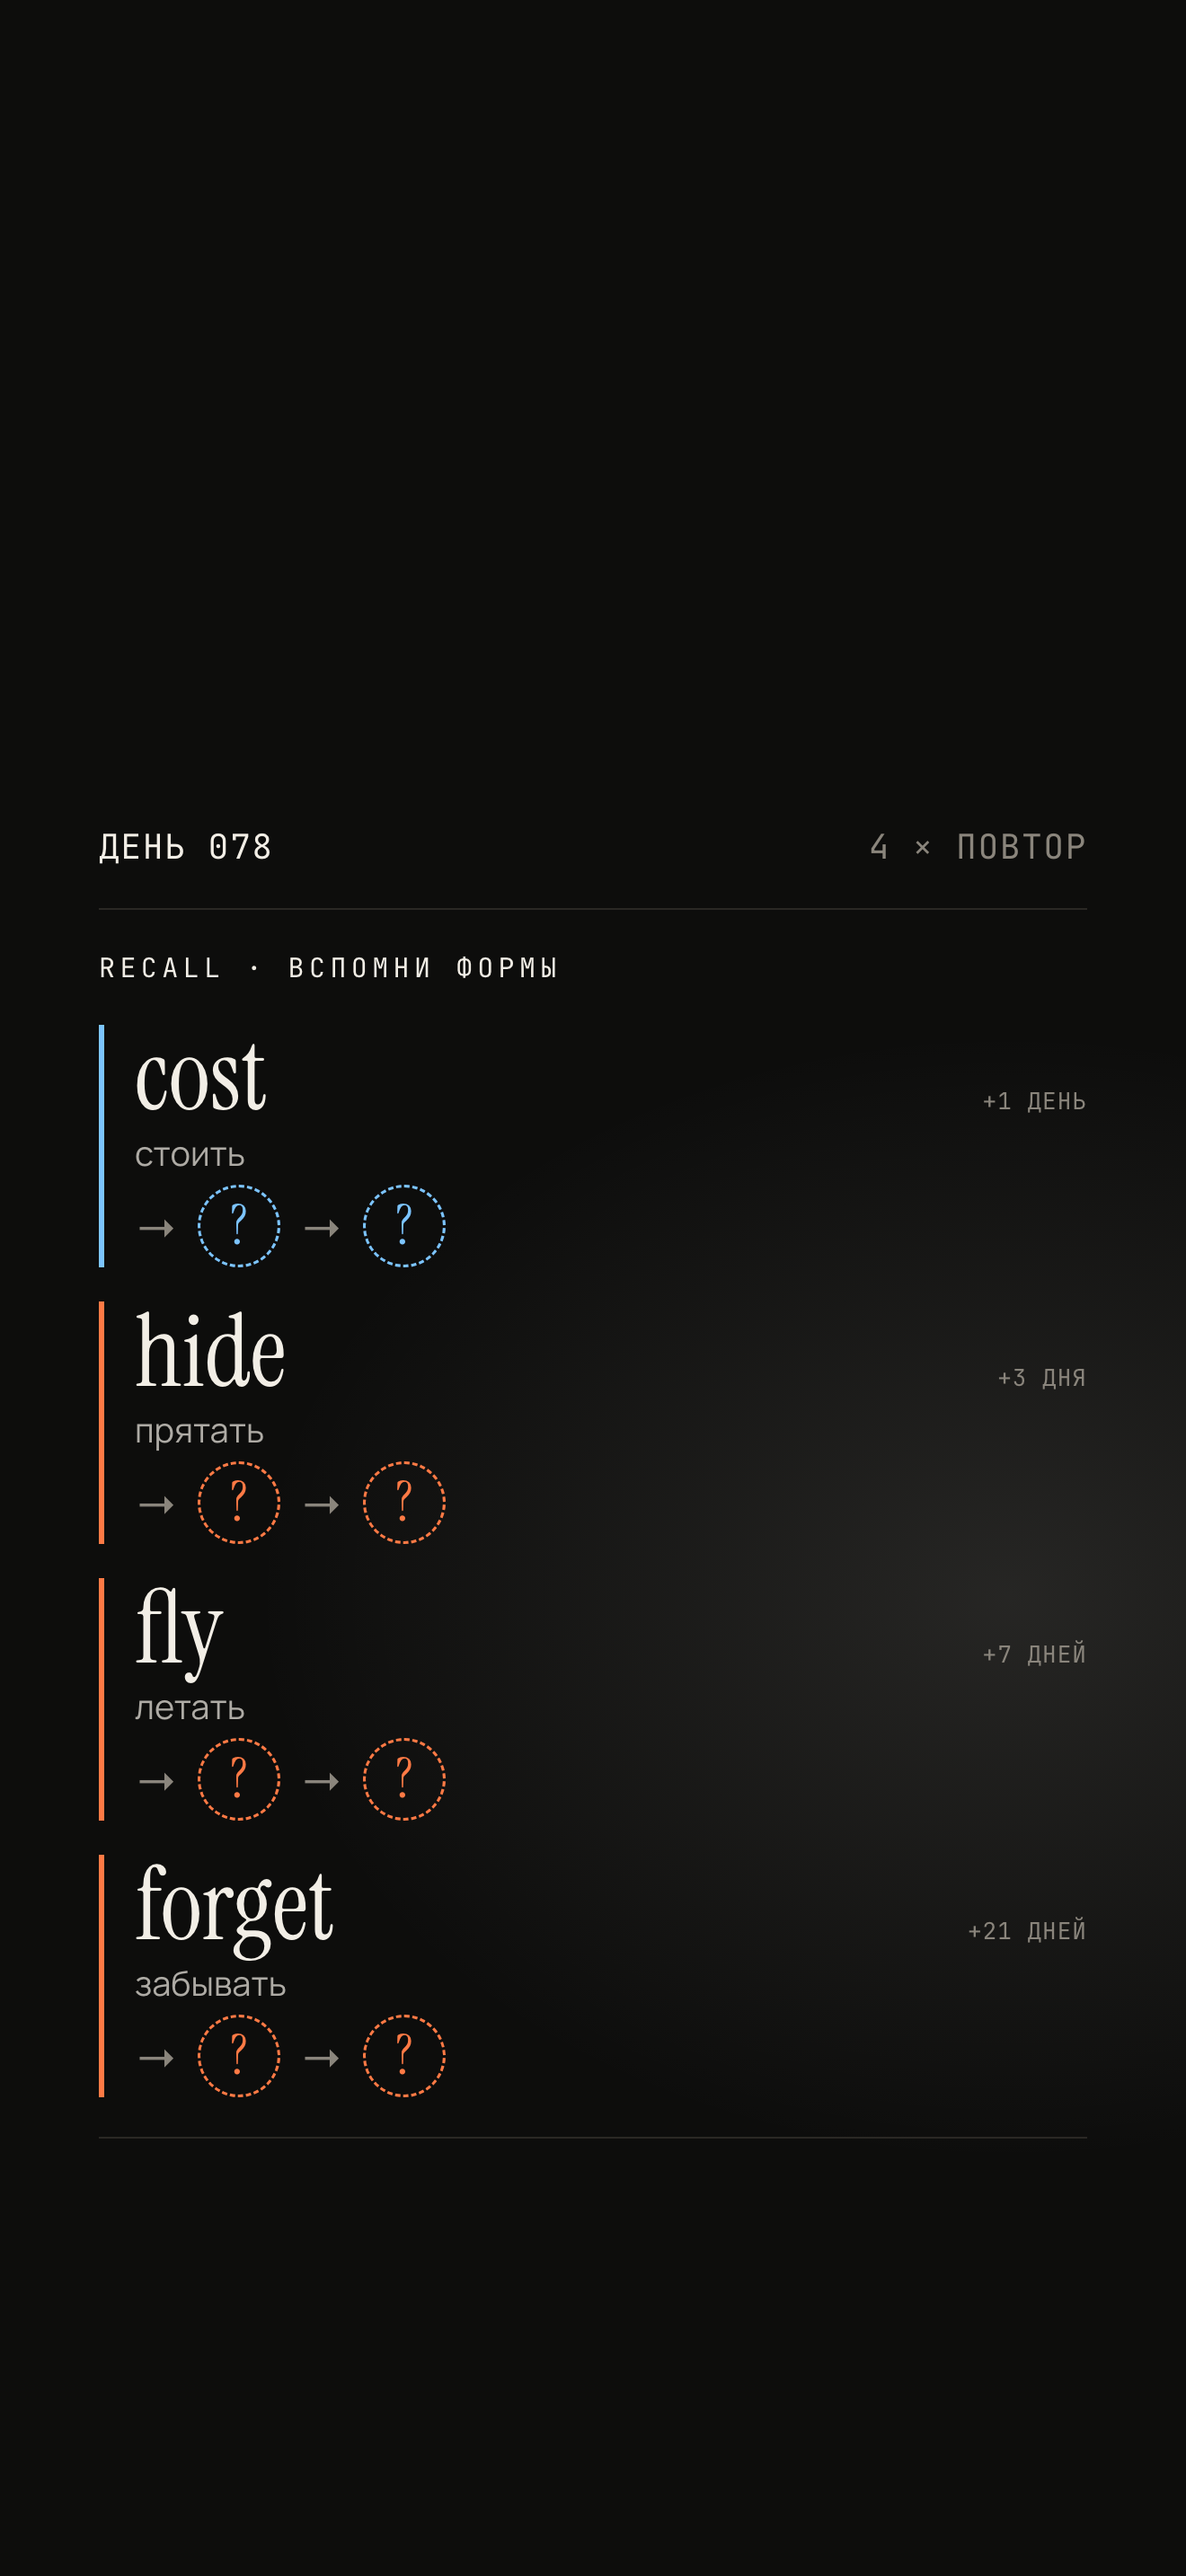 ДЕНЬ 078
4 × ПОВТОР
RECALL · ВСПОМНИ ФОРМЫ
cost
+1 ДЕНЬ
стоить
→ ? → ?
hide
+3 ДНЯ
прятать
→ ? → ?
fly
+7 ДНЕЙ
летать
→ ? → ?
forget
+21 ДНЕЙ
забывать
→ ? → ?